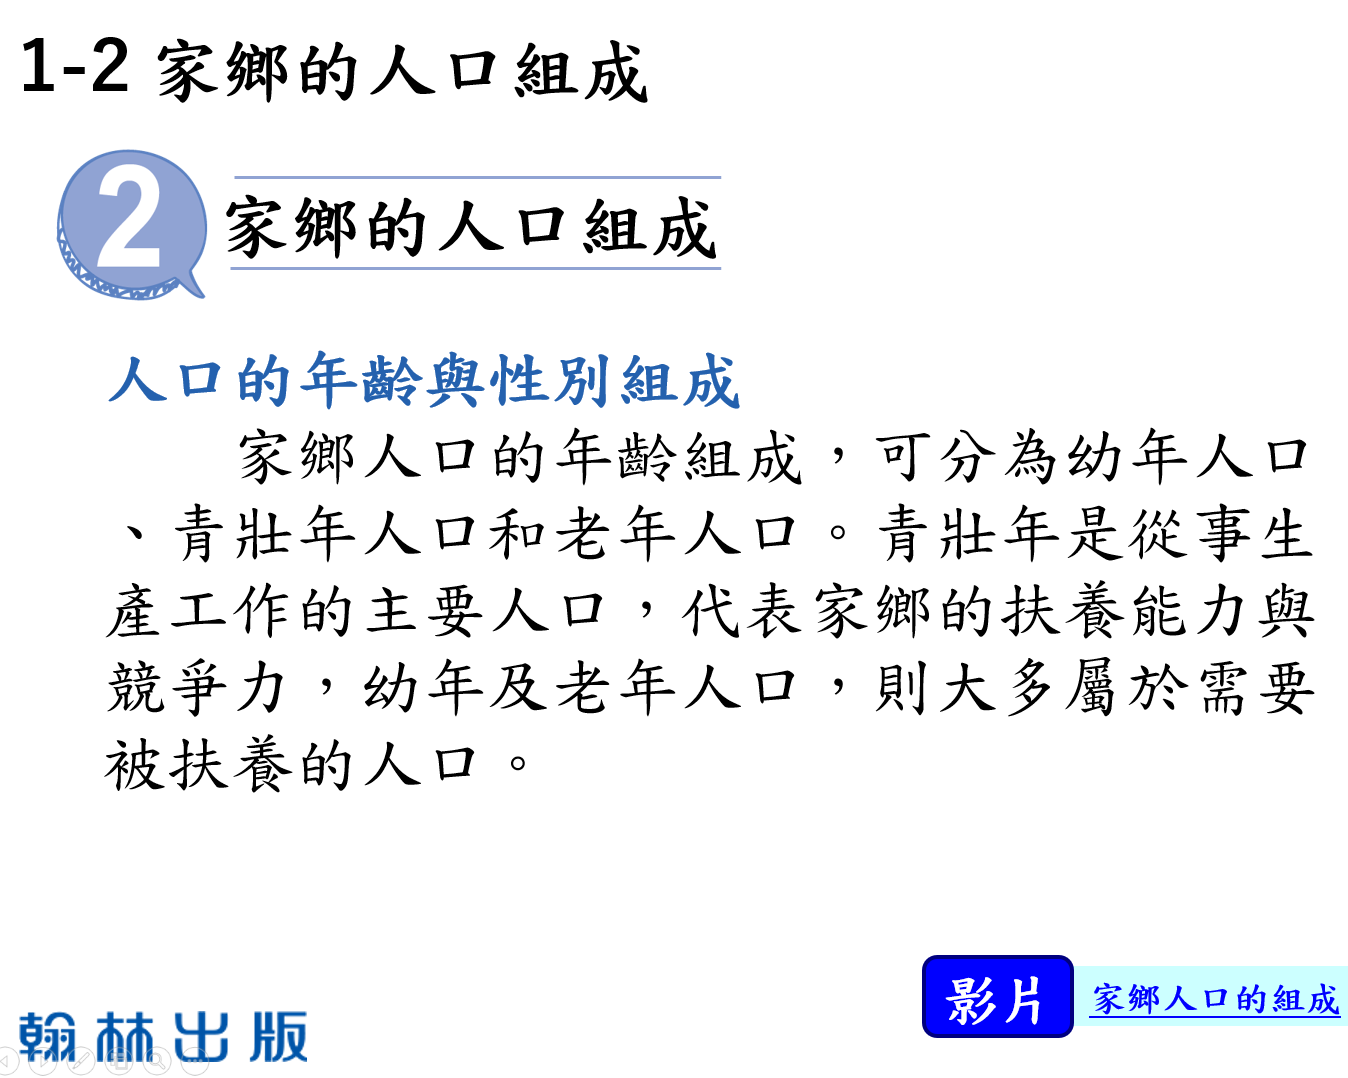 1-2 家鄉的人口組成
2 家鄉的人口組成
人口的年齡與性別組成
家鄉人口的年齡組成，可分為幼年人口
、青壯年人口和老年人口。青壯年是從事生
產工作的主要人口，代表家鄉的扶養能力與
競爭力，幼年及老年人口，則大多屬於需要
被扶養的人口。
影片 家鄉人口的組成
翰林出版